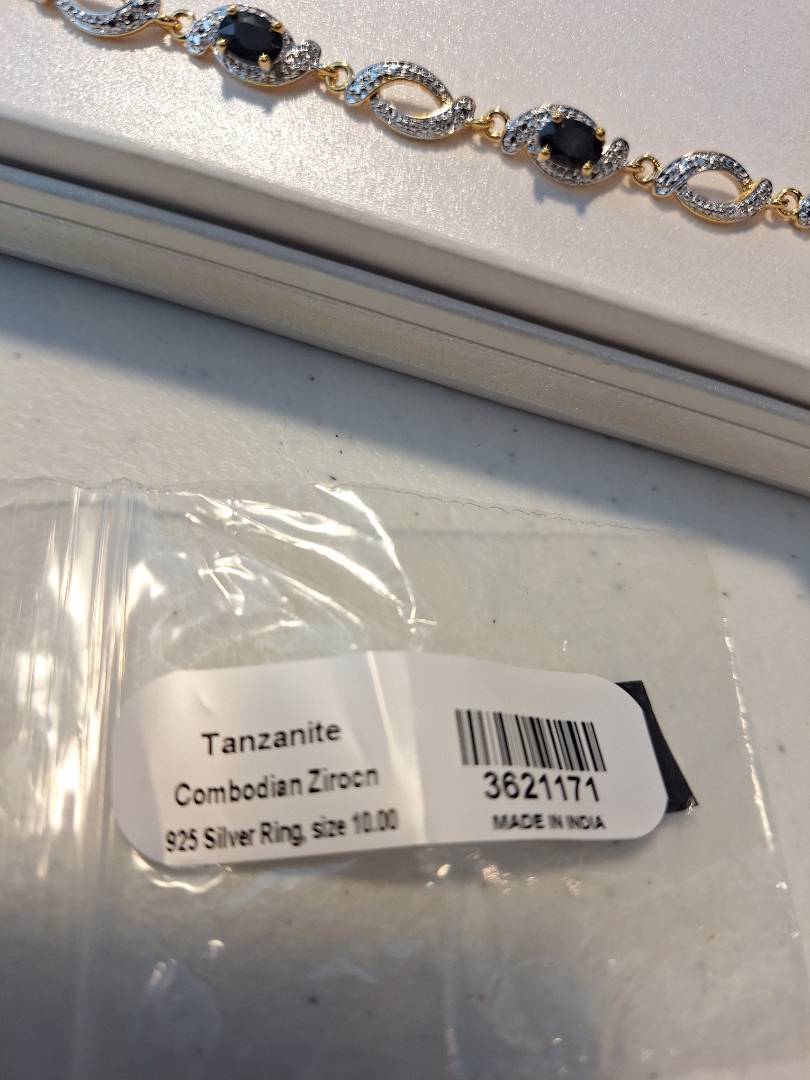 Tanzanite
Combodian Zirocn
925 Silver Ring, size 10.00
3621171
MADE IN INDIA